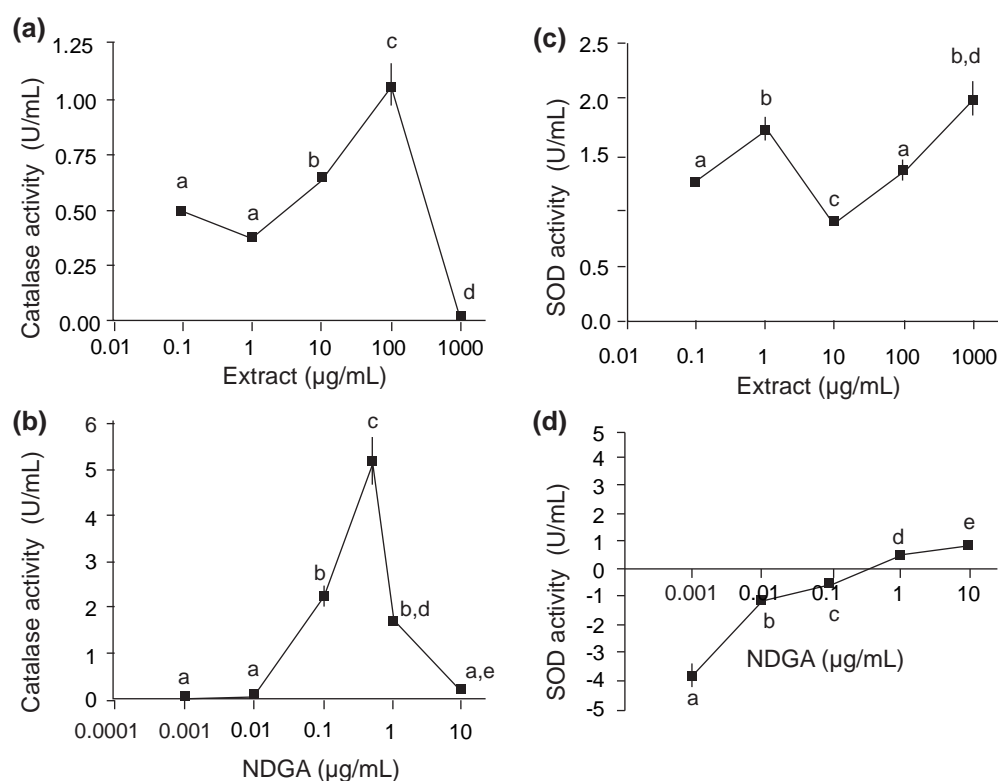 (a)
Catalase activity (U/mL)
1.25
1.00
0.75
0.50
0.25
0.00
a
a
b
c
d
0.01
0.1
1
10
100
1000
Extract (µg/mL)
(c)
SOD activity (U/mL)
2.5
2.0
1.5
1.0
0.5
0.0
a
b
c
a
b,d
0.01
0.1
1
10
100
1000
Extract (µg/mL)
(b)
Catalase activity (U/mL)
6
5
4
3
2
1
0
a
a
b
c
b,d
a,e
0.0001
0.001
0.01
0.1
1
10
NDGA (µg/mL)
(d)
SOD activity (U/mL)
5
4
3
2
1
0
-1
-2
-3
-4
-5
a
b
c
d
e
0.001
0.01
0.1
1
10
NDGA (µg/mL)